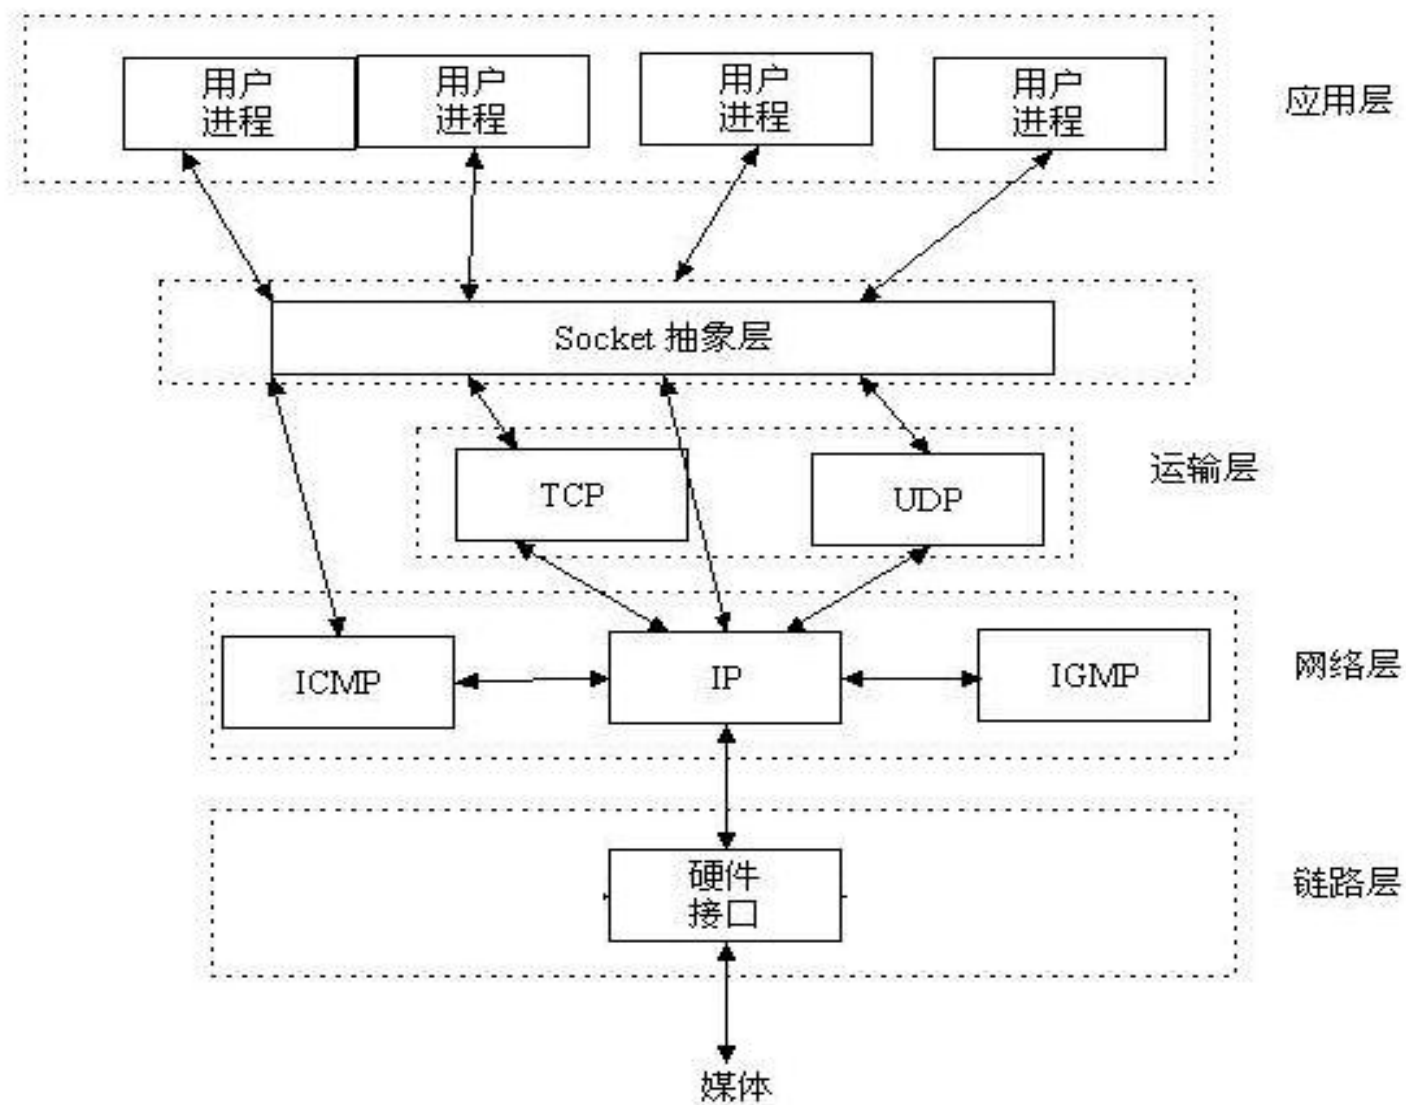 用户
进程
用户
进程
用户
进程
用户
进程
应用层
Socket 抽象层
TCP
UDP
运输层
ICMP
IP
IGMP
网络层
硬件
接口
链路层
媒体